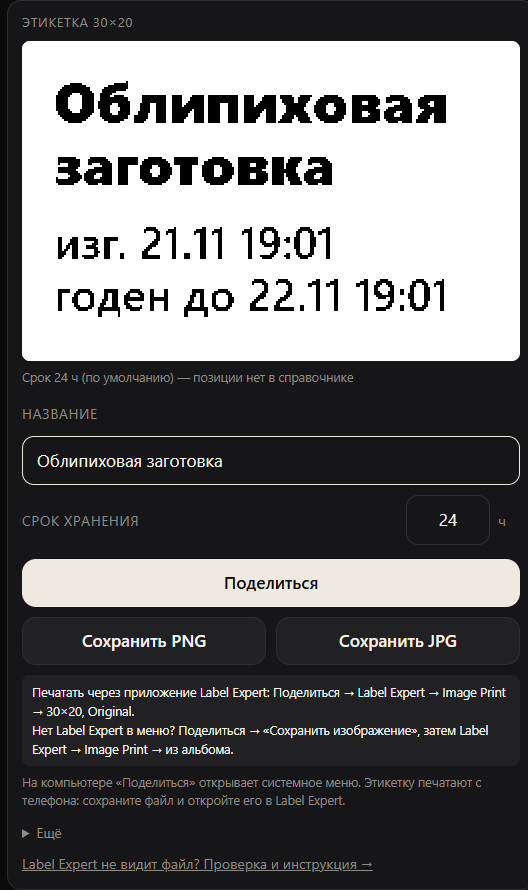 ЭТИКЕТКА 30×20
Облипиховая
заготовка
изг. 21.11 19:01
годен до 22.11 19:01
Срок 24 ч (по умолчанию) — позиции нет в справочнике
НАЗВАНИЕ
Облипиховая заготовка
СРОК ХРАНЕНИЯ 24 ч
Поделиться
Сохранить PNG Сохранить JPG
Печатать через приложение Label Expert: Поделиться → Label Expert → Image Print
→ 30×20, Original.
Нет Label Expert в меню? Поделиться → «Сохранить изображение», затем Label
Expert → Image Print → из альбома.
На компьютере «Поделиться» открывает системное меню. Этикетку печатают с
телефона: сохраните файл и откройте его в Label Expert.
▶ Ещё
Label Expert не видит файл? Проверка и инструкция →